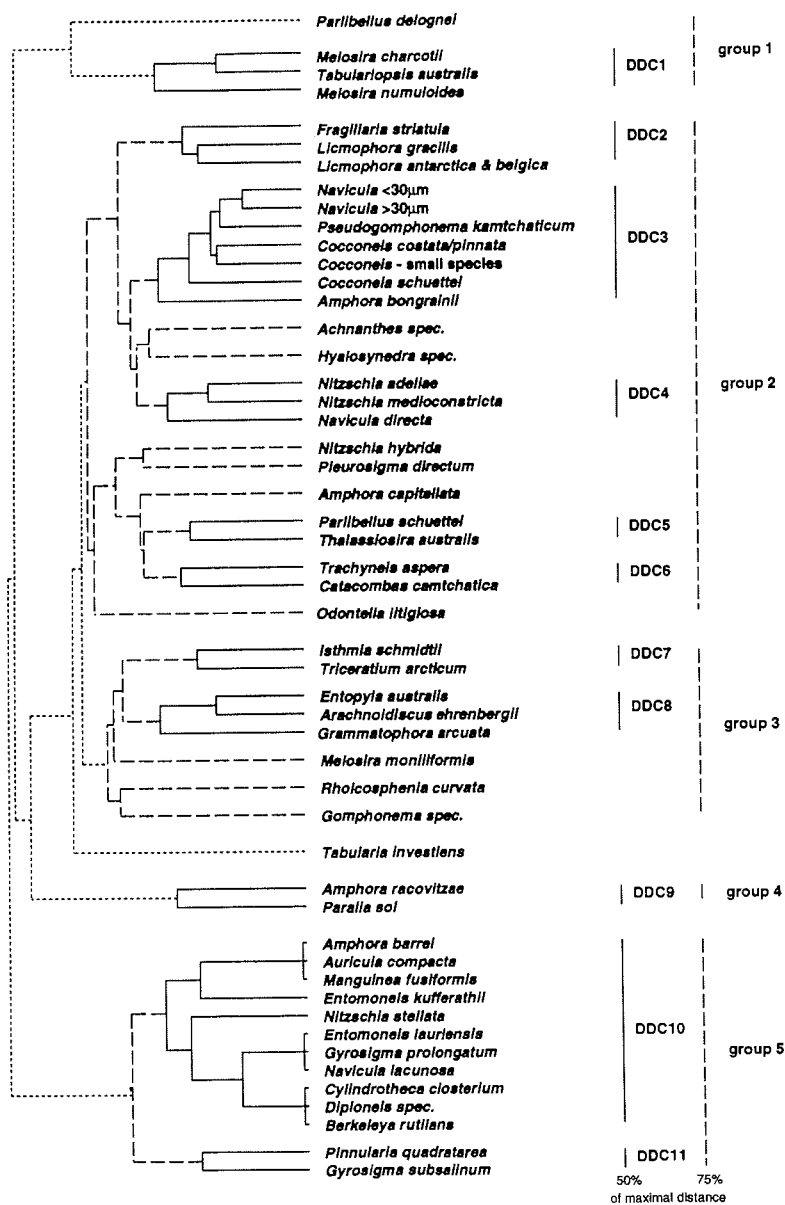 Parlibellus delognei
group 1
Melosira charcotii
DDC1
Tabulariopsis australis
Melosira numuloides
Fragiliaria striatula
DDC2
Licmophora gracilis
Licmophora antarctica & belgica
Navicula <30µm
Navicula >30µm
Pseudogomphonema kamtchaticum
DDC3
Cocconeis costata/pinnata
Cocconeis - small species
Cocconeis schuettei
Amphora bongrainii
Achnanthes spec.
Hyalosynedra spec.
group 2
Nitzschia adeliae
DDC4
Nitzschia medioconstricta
Navicula directa
Nitzschia hybrida
Pleurosigma directum
Amphora capitellata
Parlibellus schuettei
DDC5
Thalassiosira australis
Trachyneis aspera
DDC6
Catacombas camtchatica
Odontella litigiosa
Isthmia schmidtii
DDC7
Triceratium arcticum
Entopyla australis
DDC8
Arachnoidiscus ehrenbergii
group 3
Grammatophora arcuata
Melosira moniliformis
Rhoicosphenia curvata
Gomphonema spec.
Tabularia investiens
Amphora racovitzae
DDC9
group 4
Paralia sol
Amphora barrei
Auricula compacta
Manguinea fusiformis
Entomoneis kufferathii
Nitzschia stellata
DDC10
Entomoneis lauriensis
Gyrosigma prolongatum
group 5
Navicula lacunosa
Cylindrotheca closterium
Diploneis spec.
Berkeleya rutilans
Pinnularia quadratarea
DDC11
Gyrosigma subsalinum
50%
75%
of maximal distance